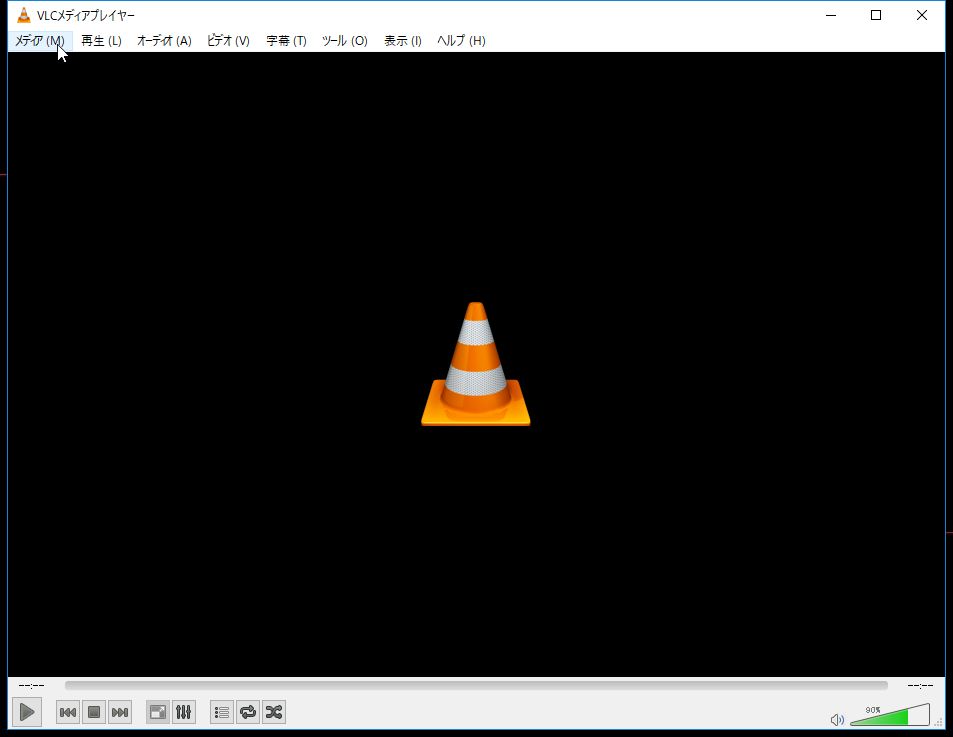 VLCメディアプレイヤー
メディア (M) 再生 (L) オーディオ (A) ビデオ (V) 字幕 (T) ツール (O) 表示 (I) ヘルプ (H)
--:-- --:--
90%